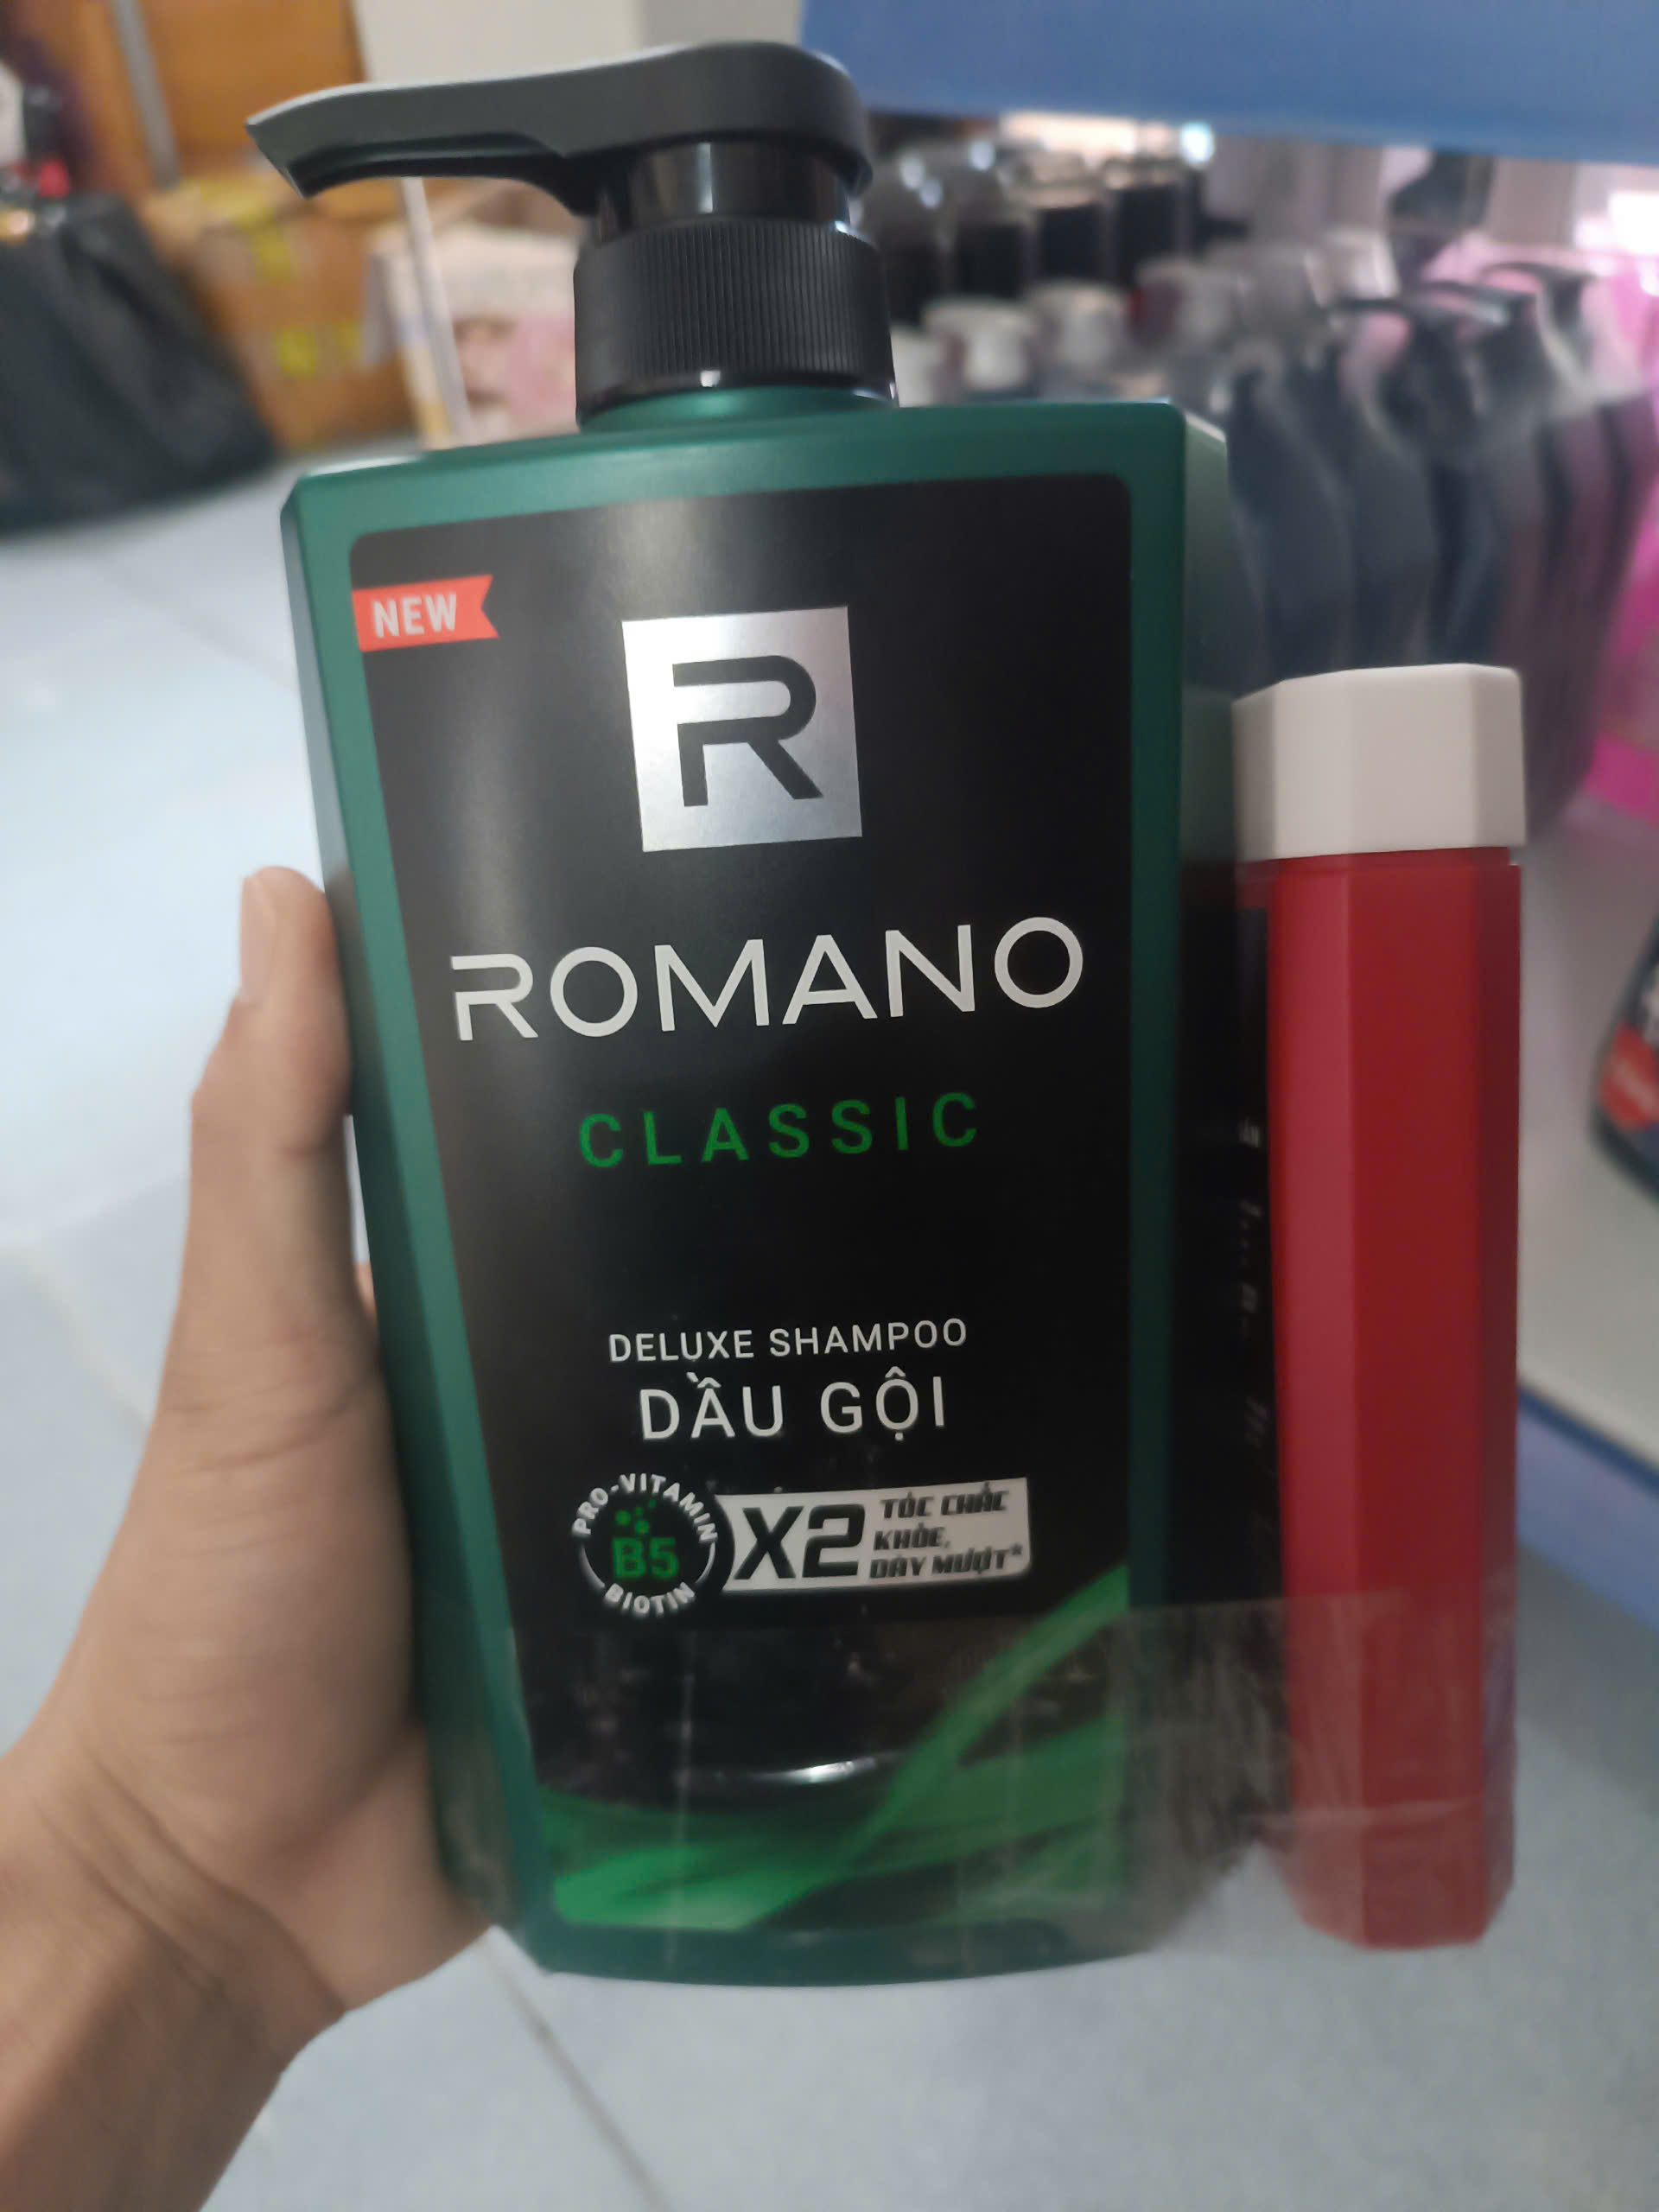 NEW
R
ROMANO
CLASSIC
DELUXE SHAMPOO
DẦU GỘI
PRO-VITAMIN
B5
BIOTIN
X2
TÓC CHẮC
KHỎE,
DÀY MƯỢT*